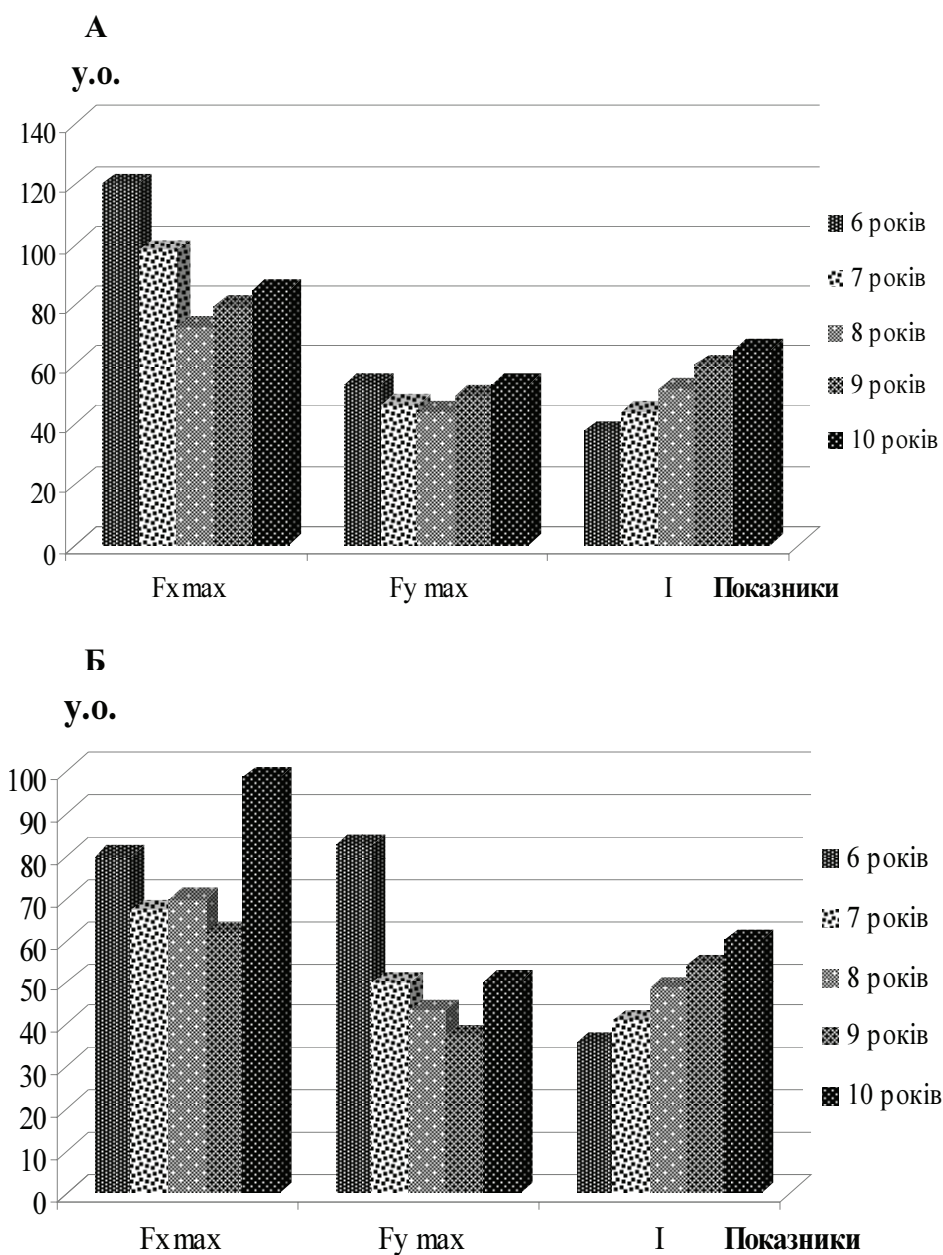 А
у.о.
140
120
100
80
60
40
20
0
6 років
7 років
8 років
9 років
10 років
Fx max
Fy max
I
Показники
Б
у.о.
100
90
80
70
60
50
40
30
20
10
0
6 років
7 років
8 років
9 років
10 років
Fx max
Fy max
I
Показники